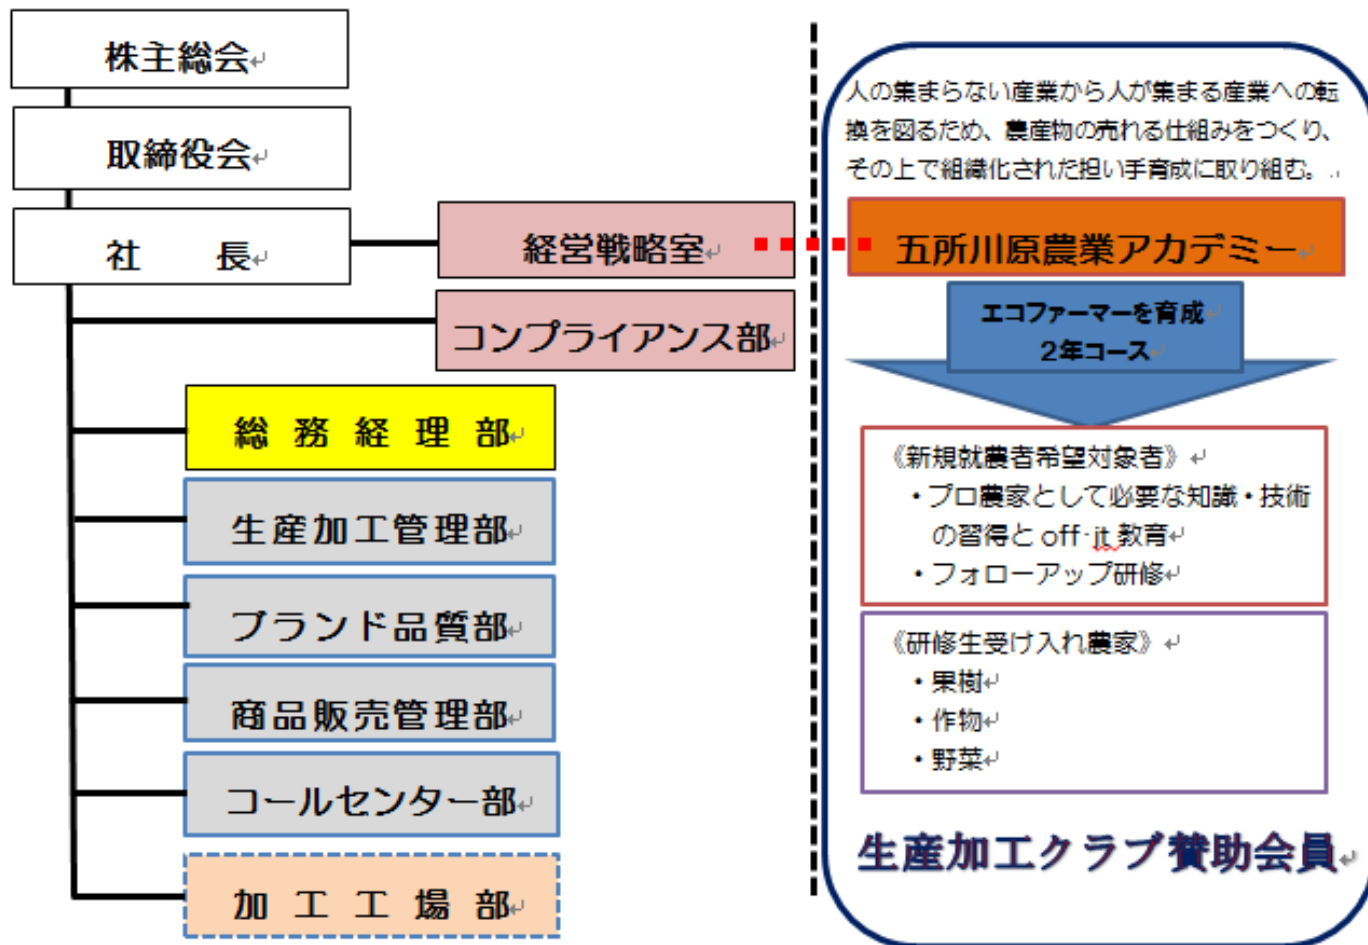 株主総会
取締役会
社　　長
経営戦略室
コンプライアンス部
総 務 経 理 部
生産加工管理部
ブランド品質部
商品販売管理部
コールセンター部
加 工 工 場 部
人の集まらない産業から人が集まる産業への転
換を図るため、農産物の売れる仕組みをつくり、
その上で組織化された担い手育成に取り組む。
五所川原農業アカデミー
エコファーマーを育成
2年コース
《新規就農者希望対象者》
・プロ農家として必要な知識・技術
の習得と off-jt 教育
・フォローアップ研修
《研修生受け入れ農家》
・果樹
・作物
・野菜
生産加工クラブ賛助会員